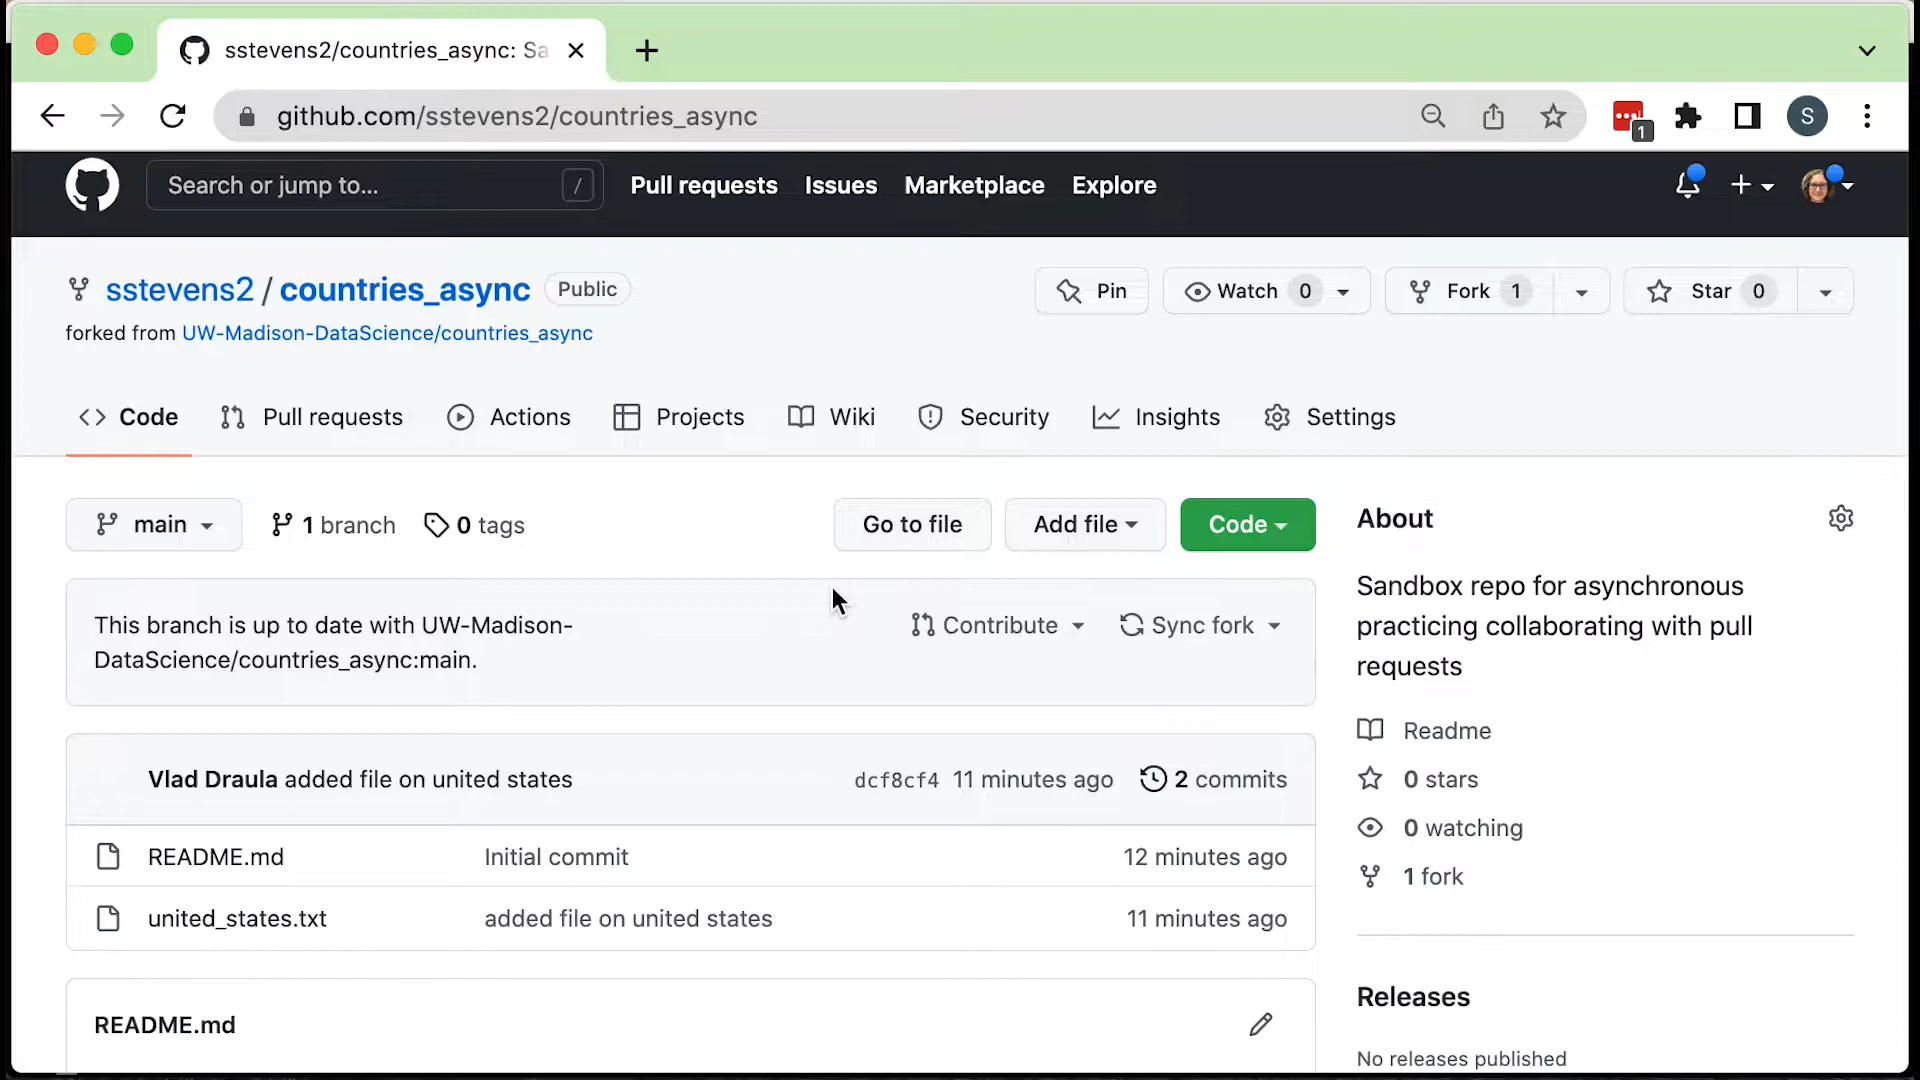 sstevens2/countries_async: Sa
github.com/sstevens2/countries_async
1
S
Search or jump to...
/
Pull requests
Issues
Marketplace
Explore
sstevens2 / countries_async
Public
Pin
Watch 0
Fork 1
Star 0
forked from UW-Madison-DataScience/countries_async
Code
Pull requests
Actions
Projects
Wiki
Security
Insights
Settings
main
1 branch
0 tags
Go to file
Add file
Code
This branch is up to date with UW-Madison-
DataScience/countries_async:main.
Contribute
Sync fork
Vlad Draula added file on united states
dcf8cf4 11 minutes ago
2 commits
README.md
Initial commit
12 minutes ago
united_states.txt
added file on united states
11 minutes ago
README.md
About
Sandbox repo for asynchronous
practicing collaborating with pull
requests
Readme
0 stars
0 watching
1 fork
Releases
No releases published